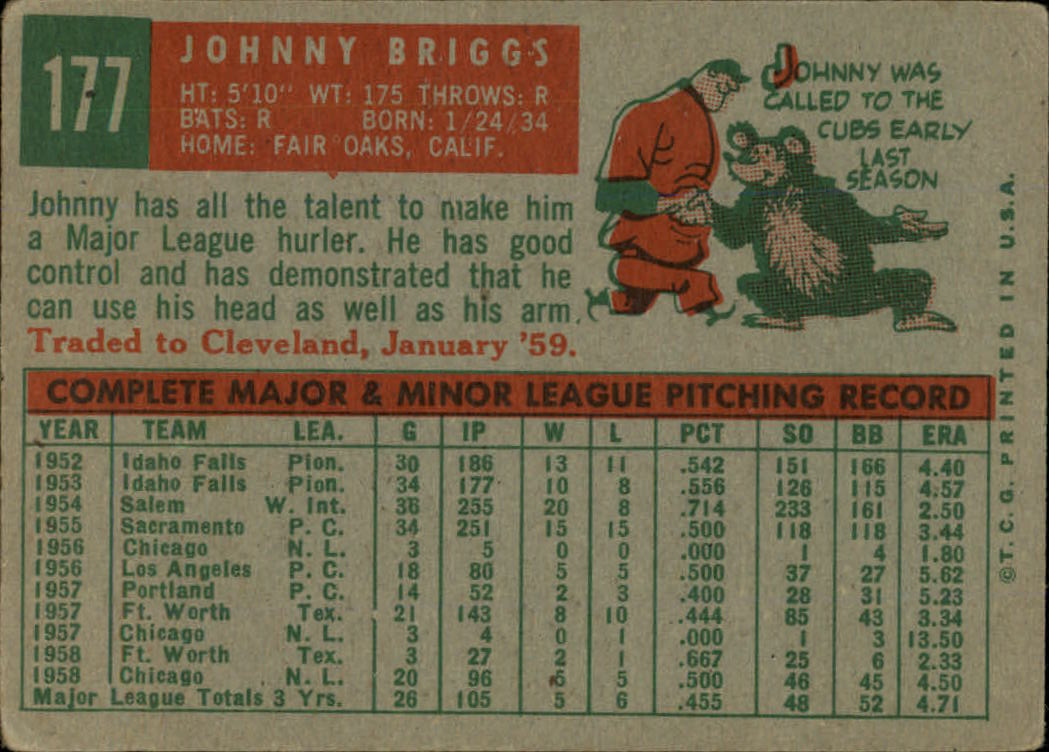 177
JOHNNY BRIGGS
HT: 5'10" WT: 175 THROWS: R
BATS: R BORN: 1/24/34
HOME: FAIR OAKS, CALIF.
Johnny has all the talent to make him
a Major League hurler. He has good
control and has demonstrated that he
can use his head as well as his arm.
Traded to Cleveland, January '59.
JOHNNY WAS
CALLED TO THE
CUBS EARLY
LAST
SEASON
COMPLETE MAJOR & MINOR LEAGUE PITCHING RECORD
YEAR TEAM LEA. G IP W L PCT SO BB ERA
1952 Idaho Falls Pion. 30 186 13 11 .542 151 166 4.40
1953 Idaho Falls Pion. 34 177 10 8 .556 126 115 4.57
1954 Salem W. Int. 36 255 20 8 .714 233 161 2.50
1955 Sacramento P. C. 34 251 15 15 .500 118 118 3.44
1956 Chicago N. L. 3 5 0 0 .000 1 4 1.80
1956 Los Angeles P. C. 18 80 5 5 .500 37 27 5.62
1957 Portland P. C. 14 52 2 3 .400 28 31 5.23
1957 Ft. Worth Tex. 21 143 8 10 .444 85 43 3.34
1957 Chicago N. L. 3 4 0 1 .000 1 3 13.50
1958 Ft. Worth Tex. 3 27 2 1 .667 25 6 2.33
1958 Chicago N. L. 20 96 5 5 .500 46 45 4.50
Major League Totals 3 Yrs. 26 105 5 6 .455 48 52 4.71
©T.C.G. PRINTED IN U.S.A.